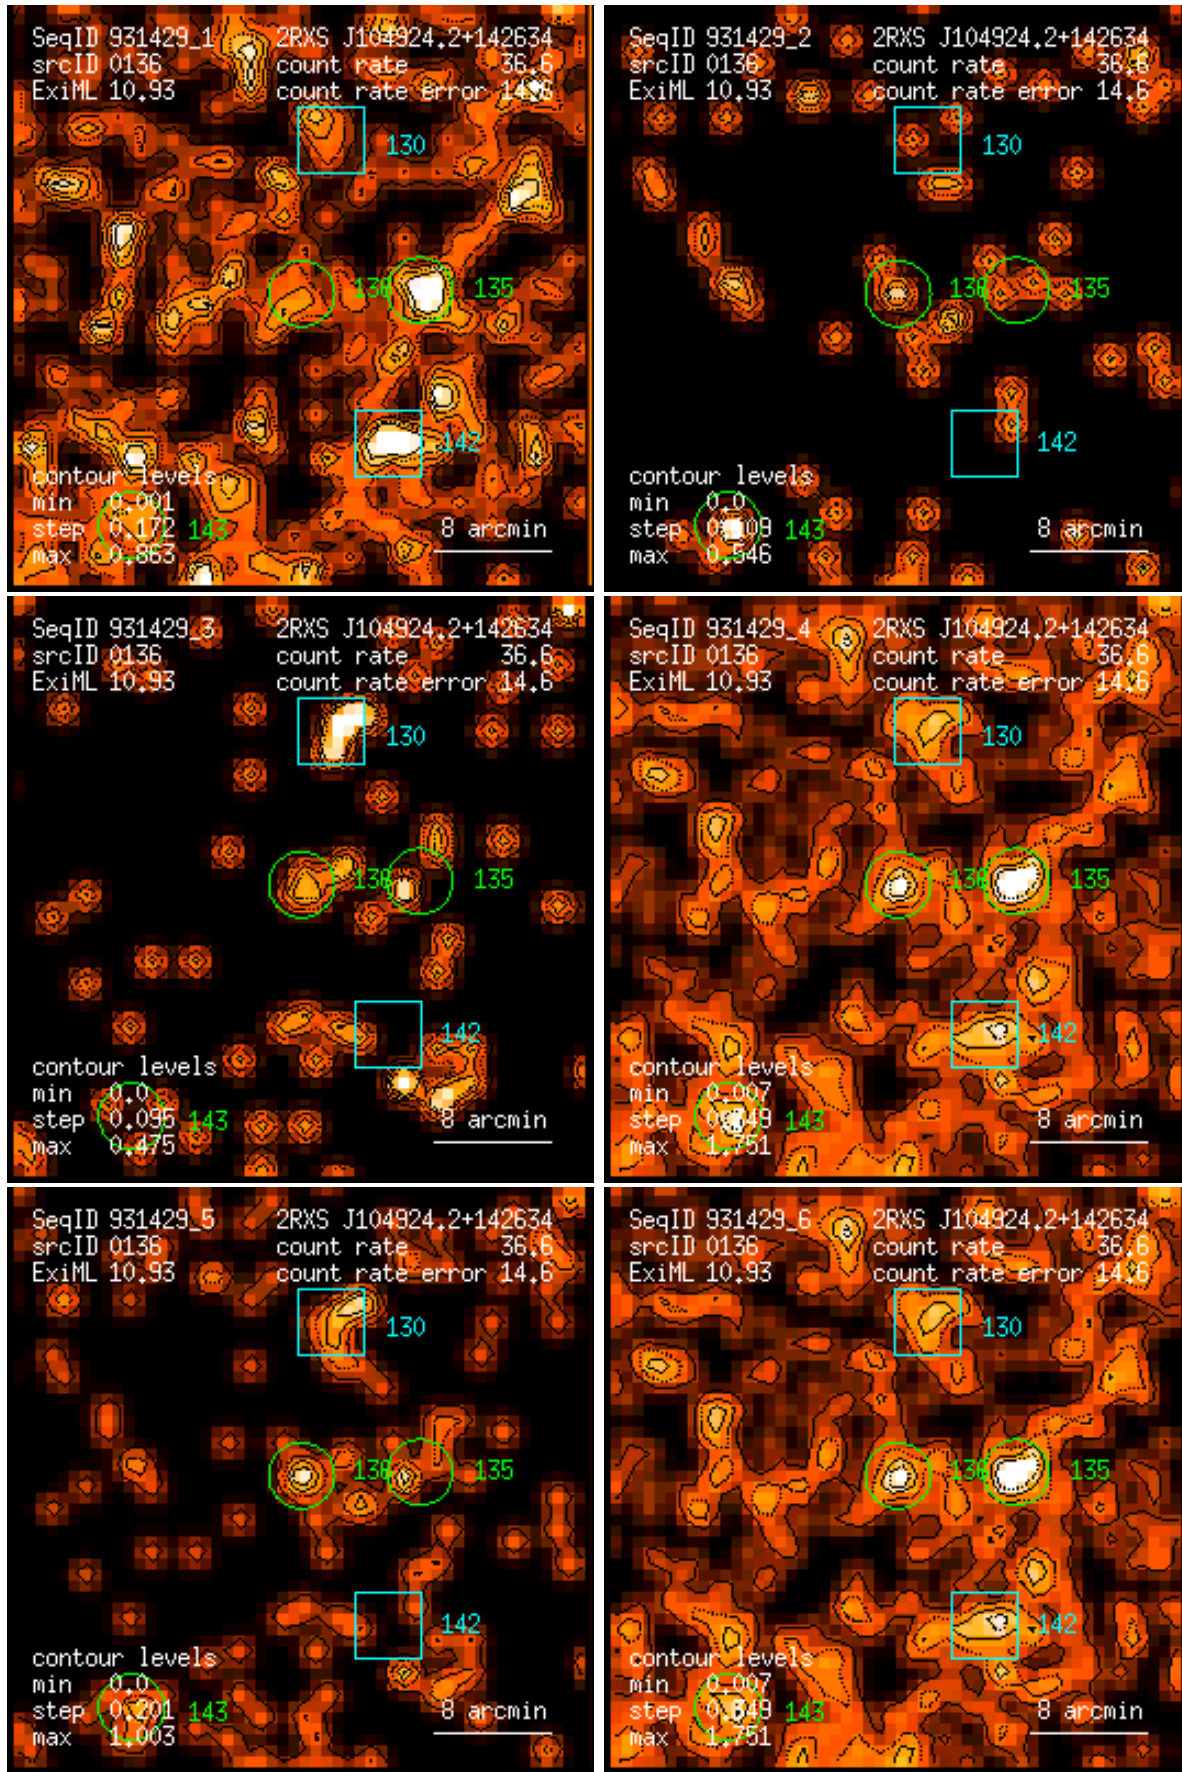 SeqID 931429_1 2RXS J104924.2+142634
srcID 0136 count rate 36.6
ExiML 10.93 count rate error 14.6
130
136 135
142
contour levels
min 0.001
step 0.172 143 8 arcmin
max 0.863
SeqID 931429_2 2RXS J104924.2+142634
srcID 0136 count rate 36.6
ExiML 10.93 count rate error 14.6
130
136 135
142
contour levels
min 0.0
step 0.109 143 8 arcmin
max 0.546
SeqID 931429_3 2RXS J104924.2+142634
srcID 0136 count rate 36.6
ExiML 10.93 count rate error 14.6
130
136 135
142
contour levels
min 0.0
step 0.095 143 8 arcmin
max 0.475
SeqID 931429_4 2RXS J104924.2+142634
srcID 0136 count rate 36.6
ExiML 10.93 count rate error 14.6
130
136 135
142
contour levels
min 0.007
step 143 8 arcmin
max 1.751
SeqID 931429_5 2RXS J104924.2+142634
srcID 0136 count rate 36.6
ExiML 10.93 count rate error 14.6
130
136 135
142
contour levels
min 0.0
step 0.201 143 8 arcmin
max 1.003
SeqID 931429_6 2RXS J104924.2+142634
srcID 0136 count rate 36.6
ExiML 10.93 count rate error 14.6
130
136 135
142
contour levels
min 0.007
step 143 8 arcmin
max 1.751